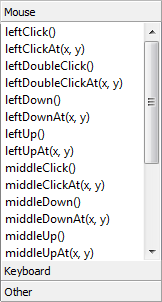 Mouse
leftClick()
leftClickAt(x, y)
leftDoubleClick()
leftDoubleClickAt(x, y)
leftDown()
leftDownAt(x, y)
leftUp()
leftUpAt(x, y)
middleClick()
middleClickAt(x, y)
middleDown()
middleDownAt(x, y)
middleUp()
middleUpAt(x, y)
Keyboard
Other